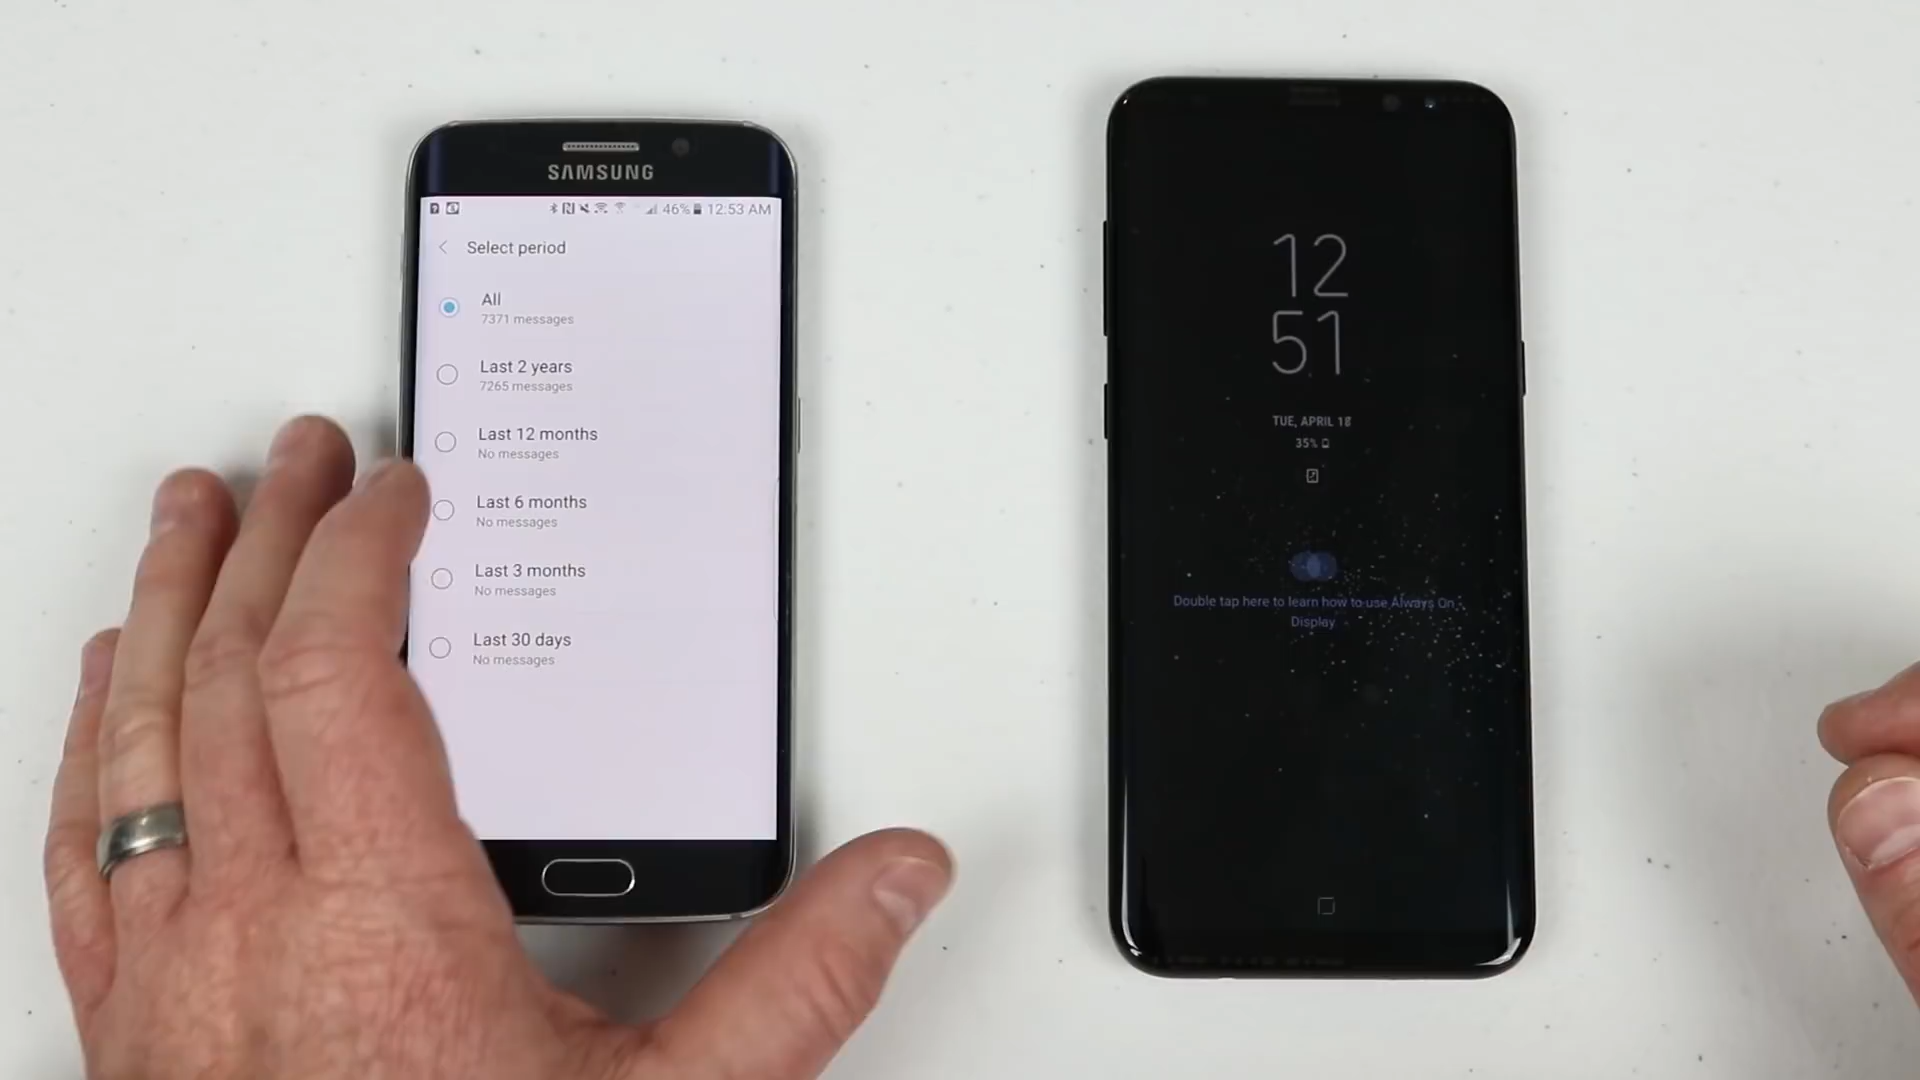 SAMSUNG
46% 12:53 AM
Select period
All
7371 messages
Last 2 years
7265 messages
Last 12 months
No messages
Last 6 months
No messages
Last 3 months
No messages
Last 30 days
No messages
12
51
TUE, APRIL 18
35%
Double tap here to learn how to use Always On
Display